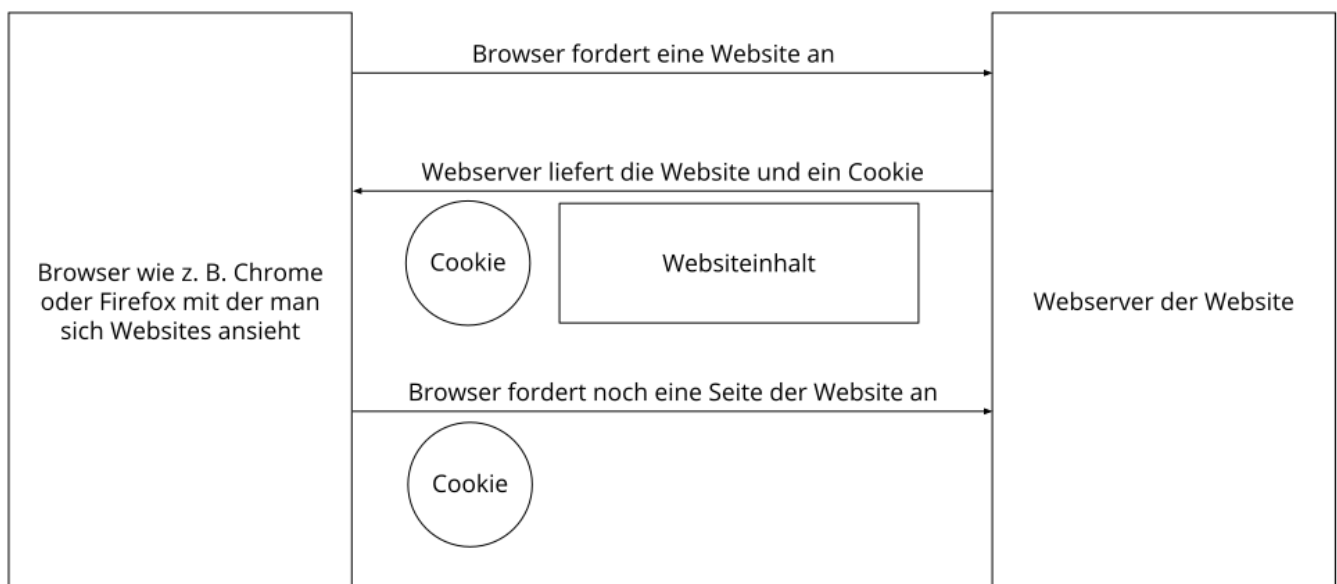 Browser fordert eine Website an
Webserver liefert die Website und ein Cookie
Cookie
Websiteinhalt
Browser wie z. B. Chrome
oder Firefox mit der man
sich Websites ansieht
Webserver der Website
Browser fordert noch eine Seite der Website an
Cookie